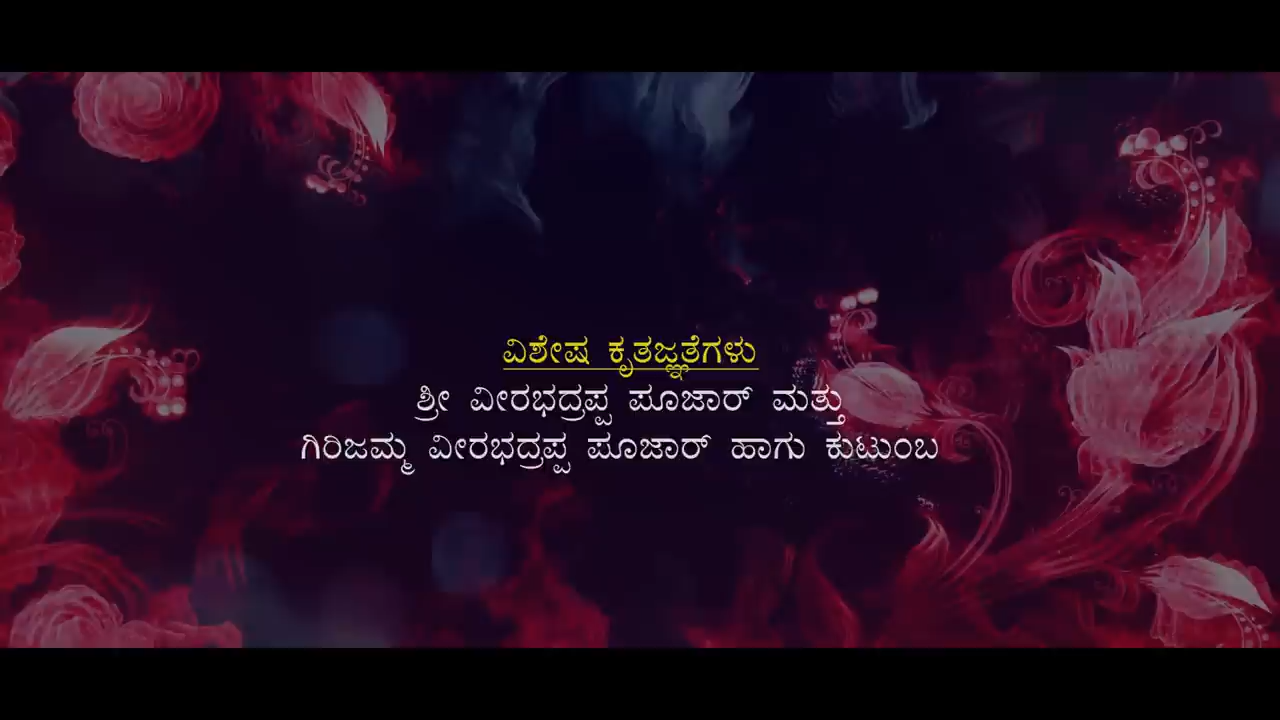 ವಿಶೇಷ ಕೃತಜ್ಞತೆಗಳು
ಶ್ರೀ ವೀರಭದ್ರಪ್ಪ ಪೂಜಾರ್ ಮತ್ತು
ಗಿರಿಜಮ್ಮ ವೀರಭದ್ರಪ್ಪ ಪೂಜಾರ್ ಹಾಗು ಕುಟುಂಬ